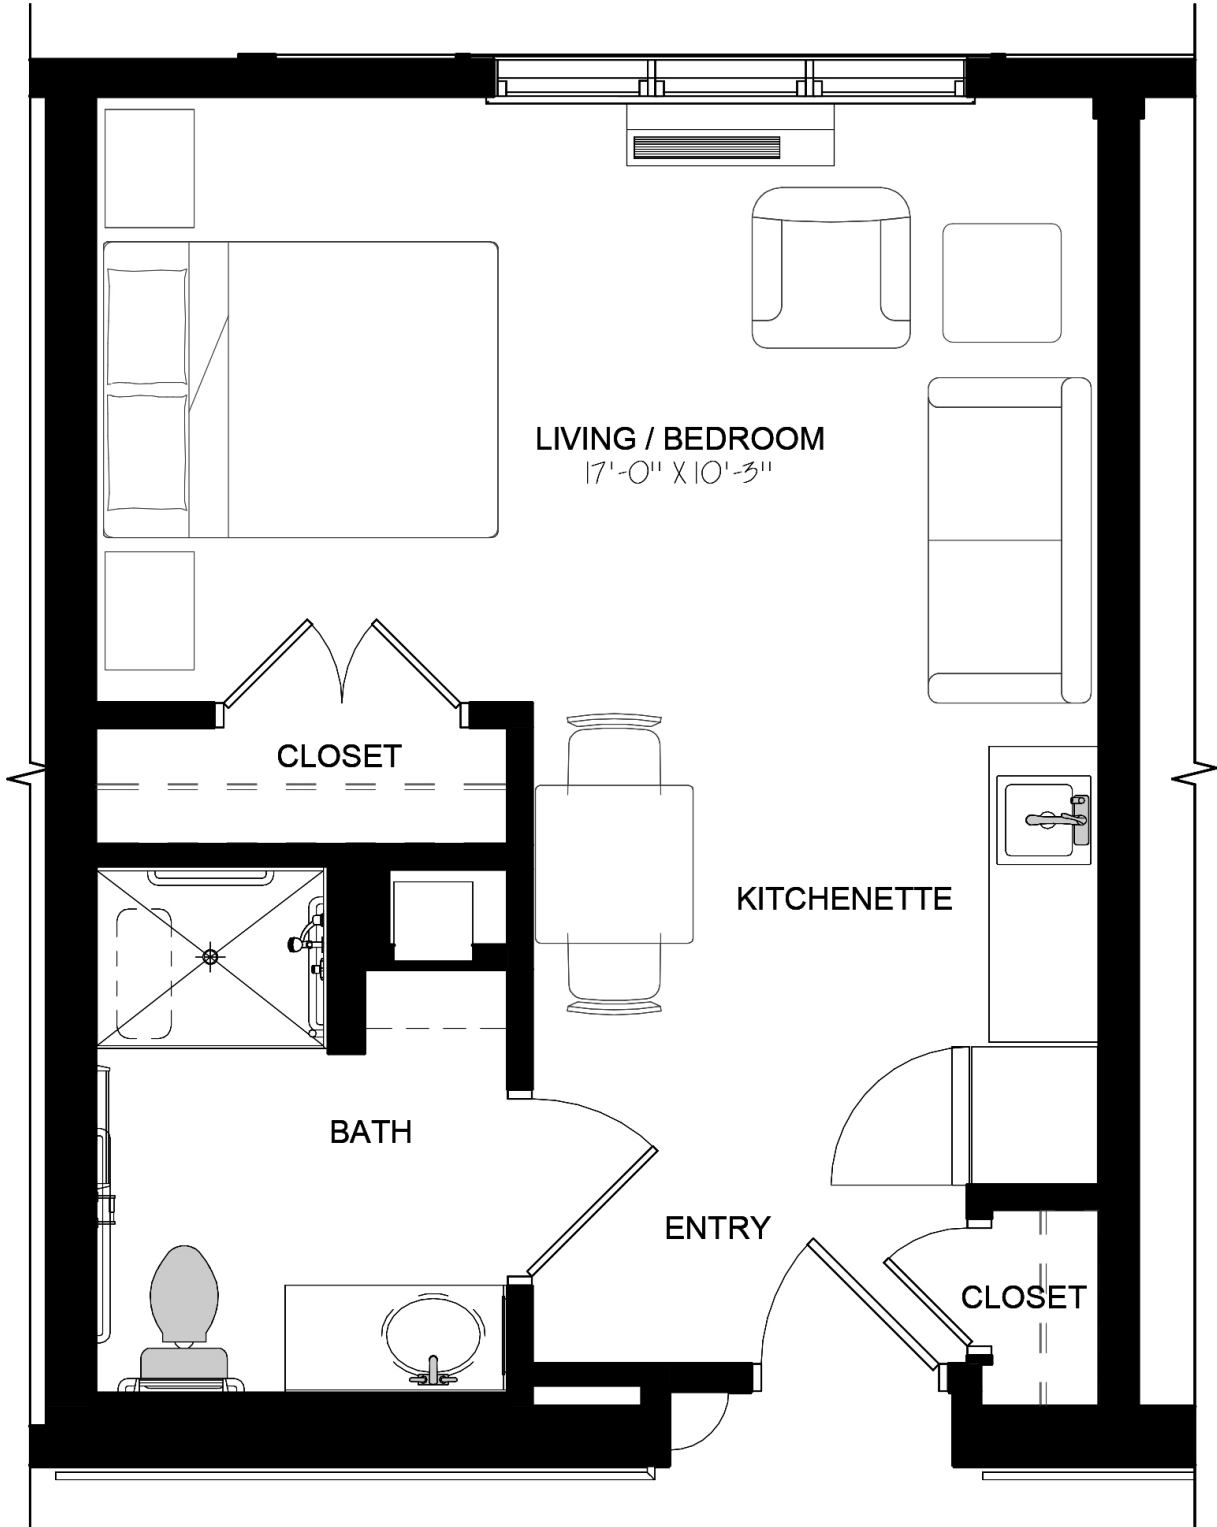 LIVING / BEDROOM
17'-0" X 10'-3"
CLOSET
KITCHENETTE
BATH
ENTRY
CLOSET